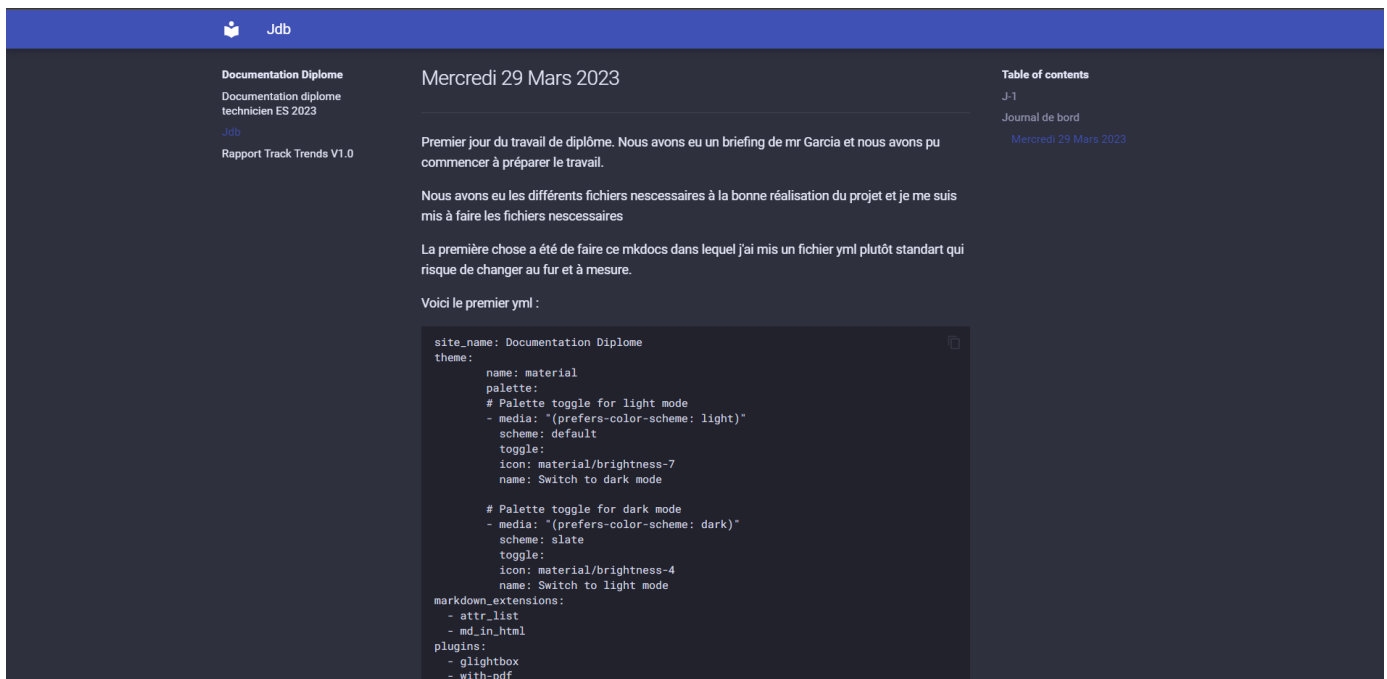 Jdb
Documentation Diplome
Documentation diplome
technicien ES 2023
Jdb
Rapport Track Trends V1.0
Mercredi 29 Mars 2023
Premier jour du travail de diplôme. Nous avons eu un briefing de mr Garcia et nous avons pu
commencer à préparer le travail.
Nous avons eu les différents fichiers nescessaires à la bonne réalisation du projet et je me suis
mis à faire les fichiers nescessaires
La première chose a été de faire ce mkdocs dans lequel j'ai mis un fichier yml plutôt standart qui
risque de changer au fur et à mesure.
Voici le premier yml :
site_name: Documentation Diplome
theme:
        name: material
        palette:
        # Palette toggle for light mode
        - media: "(prefers-color-scheme: light)"
          scheme: default
          toggle:
          icon: material/brightness-7
          name: Switch to dark mode
        # Palette toggle for dark mode
        - media: "(prefers-color-scheme: dark)"
          scheme: slate
          toggle:
          icon: material/brightness-4
          name: Switch to light mode
markdown_extensions:
  - attr_list
  - md_in_html
plugins:
  - glightbox
  - with-pdf
Table of contents
J-1
Journal de bord
Mercredi 29 Mars 2023